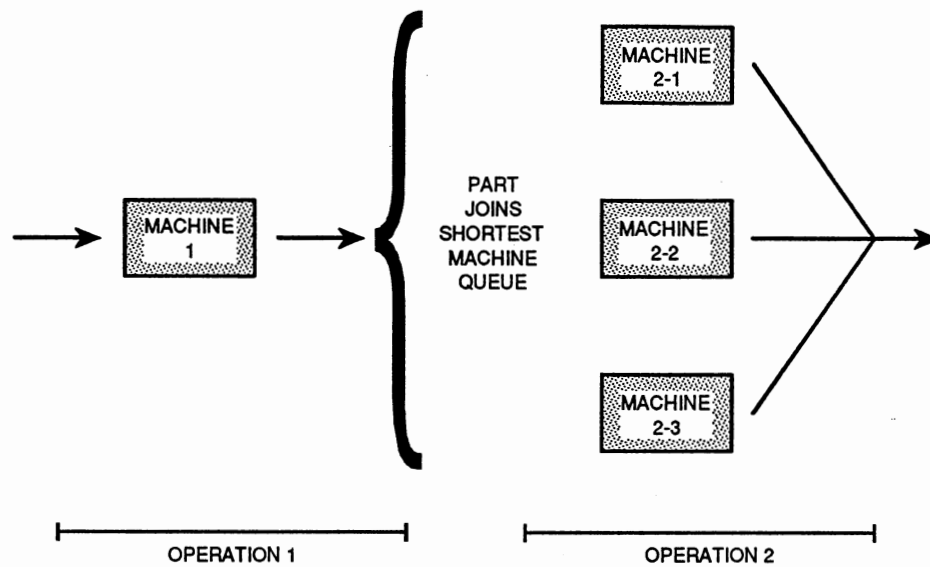 MACHINE
1
PART
JOINS
SHORTEST
MACHINE
QUEUE
MACHINE
2-1
MACHINE
2-2
MACHINE
2-3
OPERATION 1
OPERATION 2